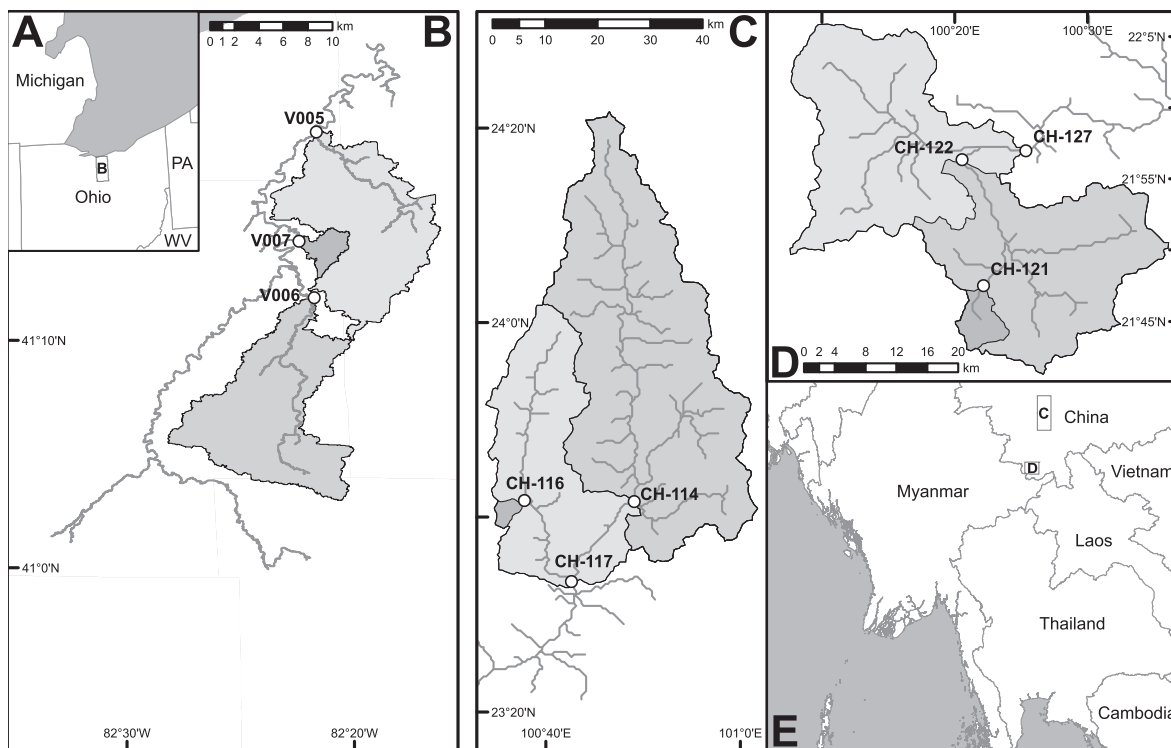 A
Michigan
B
Ohio
PA
WV
0 1 2 4 6 8 10 km
B
V005
V007
V006
41°10'N
41°0'N
82°30'W
82°20'W
0 5 10 20 30 40 km
C
24°20'N
24°0'N
CH-116
CH-114
CH-117
23°20'N
100°40'E
101°0'E
100°20'E
100°30'E
22°5'N
CH-127
CH-122
21°55'N
CH-121
21°45'N
D
0 2 4 8 12 16 20 km
C
China
D
Vietnam
Myanmar
Laos
Thailand
Cambodia
E